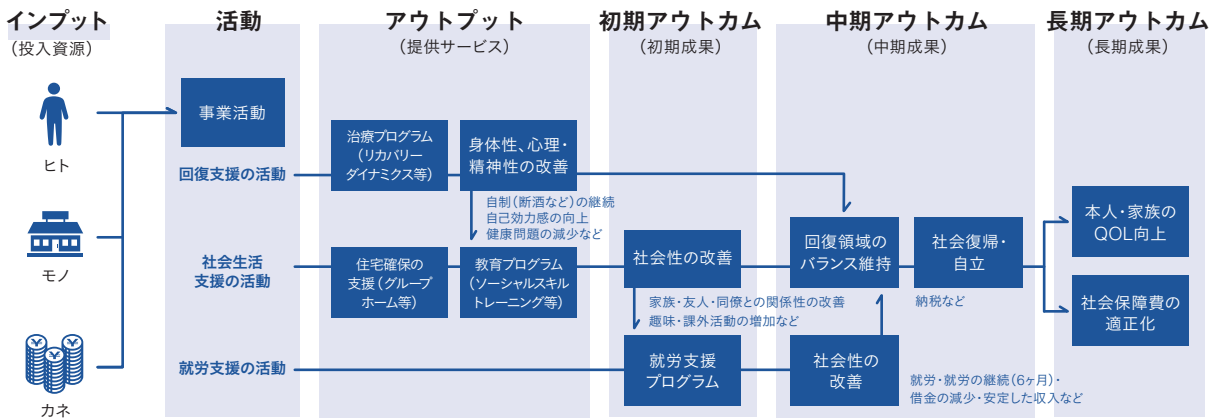 インプット
(投入資源)
活動
アウトプット
(提供サービス)
初期アウトカム
(初期成果)
中期アウトカム
(中期成果)
長期アウトカム
(長期成果)
ヒト
モノ
カネ
事業活動
回復支援の活動
治療プログラム
(リカバリー
ダイナミクス等)
身体性、心理・
精神性の改善
自制(断酒など)の継続
自己効力感の向上
健康問題の減少など
社会生活
支援の活動
住宅確保の
支援(グループ
ホーム等)
教育プログラム
(ソーシャルスキル
トレーニング等)
社会性の改善
家族・友人・同僚との関係性の改善
趣味・課外活動の増加など
回復領域の
バランス維持
社会復帰・
自立
納税など
本人・家族の
QOL向上
社会保障費の
適正化
就労支援の活動
就労支援
プログラム
社会性の
改善
就労・就労の継続(6ヶ月)・
借金の減少・安定した収入など
¥
¥
¥